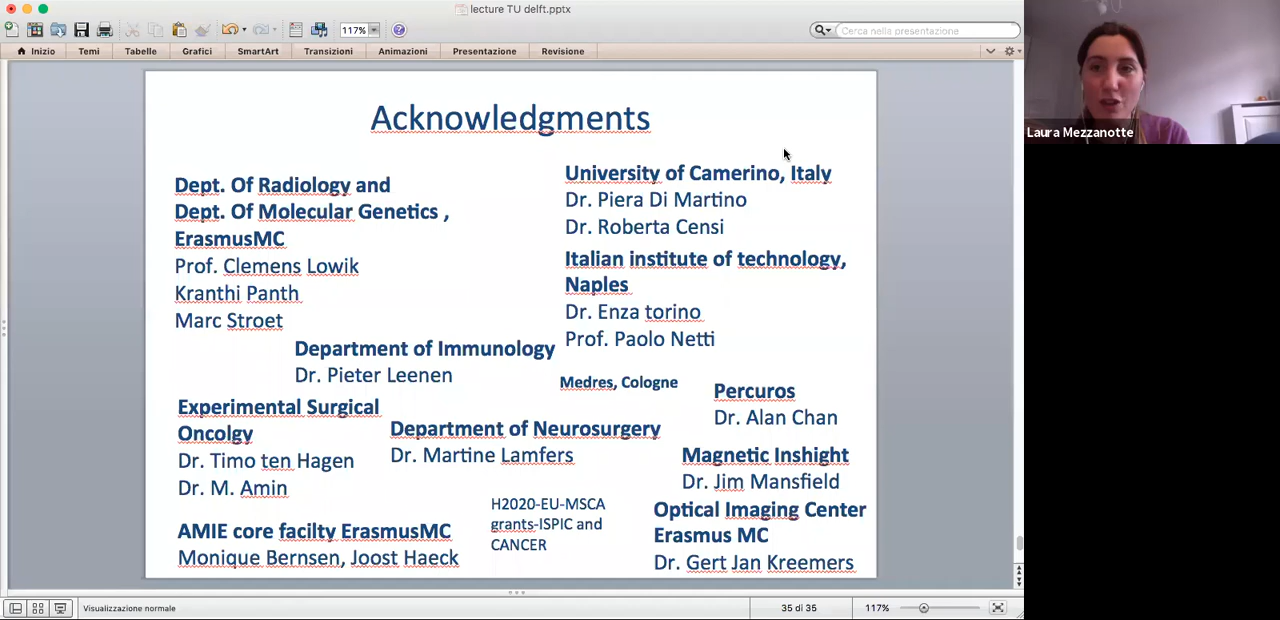 lecture TU delft.pptx
117%
Cerca nella presentazione
Inizio
Temi
Tabelle
Grafici
SmartArt
Transizioni
Animazioni
Presentazione
Revisione
Acknowledgments
Dept. Of Radiology and
Dept. Of Molecular Genetics ,
ErasmusMC
Prof. Clemens Lowik
Kranthi Panth
Marc Stroet
University of Camerino, Italy
Dr. Piera Di Martino
Dr. Roberta Censi
Italian institute of technology,
Naples
Dr. Enza torino
Prof. Paolo Netti
Department of Immunology
Dr. Pieter Leenen
Medres, Cologne
Percuros
Dr. Alan Chan
Experimental Surgical
Oncolgy
Dr. Timo ten Hagen
Dr. M. Amin
Department of Neurosurgery
Dr. Martine Lamfers
Magnetic Inshight
Dr. Jim Mansfield
H2020-EU-MSCA
grants-ISPIC and
CANCER
Optical Imaging Center
Erasmus MC
Dr. Gert Jan Kreemers
AMIE core facilty ErasmusMC
Monique Bernsen, Joost Haeck
Visualizzazione normale
35 di 35
117%
Laura Mezzanotte